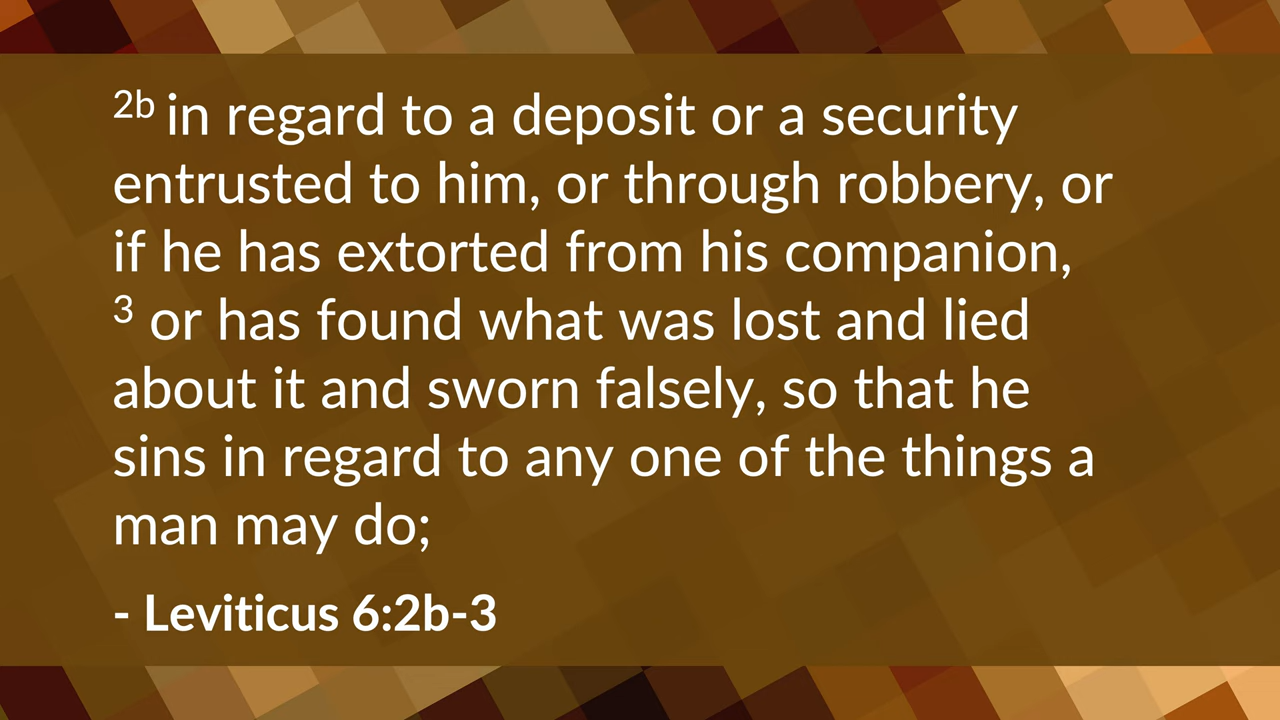 2b in regard to a deposit or a security
entrusted to him, or through robbery, or
if he has extorted from his companion,
3 or has found what was lost and lied
about it and sworn falsely, so that he
sins in regard to any one of the things a
man may do;
- Leviticus 6:2b-3